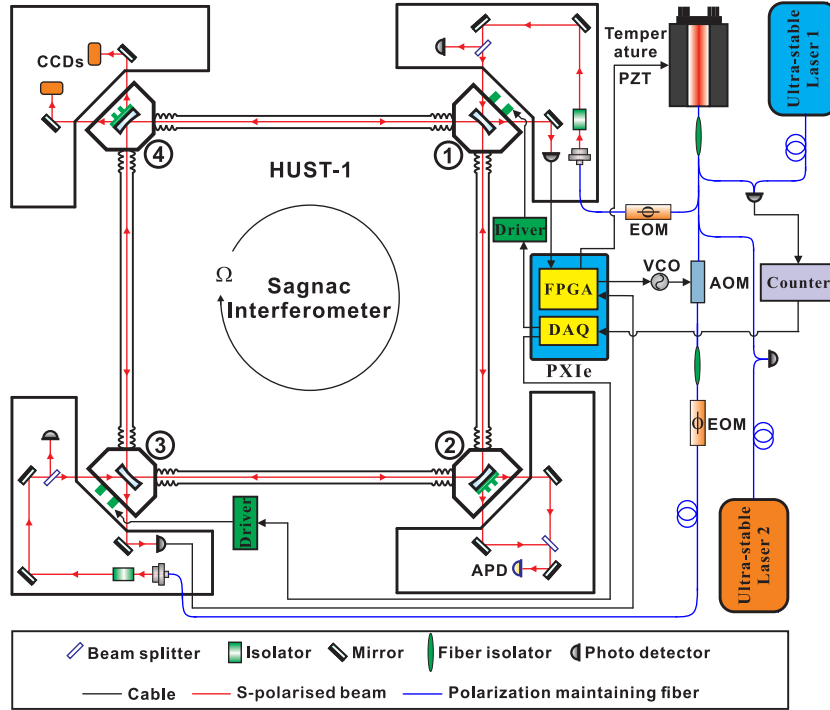 CCDs
④
HUST-1
①
Ω
Sagnac
Interferometer
③
②
APD
Driver
Driver
Temper
ature
PZT
Ultra-stable
Laser 1
EOM
VCO
AOM
Counter
FPGA
DAQ
PXIe
EOM
Ultra-stable
Laser 2
Beam splitter
Isolator
Mirror
Fiber isolator
Photo detector
Cable
S-polarised beam
Polarization maintaining fiber